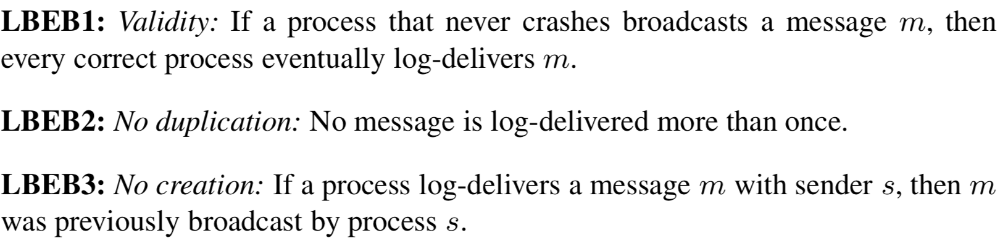 LBEB1: Validity: If a process that never crashes broadcasts a message m, then
every correct process eventually log-delivers m.
LBEB2: No duplication: No message is log-delivered more than once.
LBEB3: No creation: If a process log-delivers a message m with sender s, then m
was previously broadcast by process s.